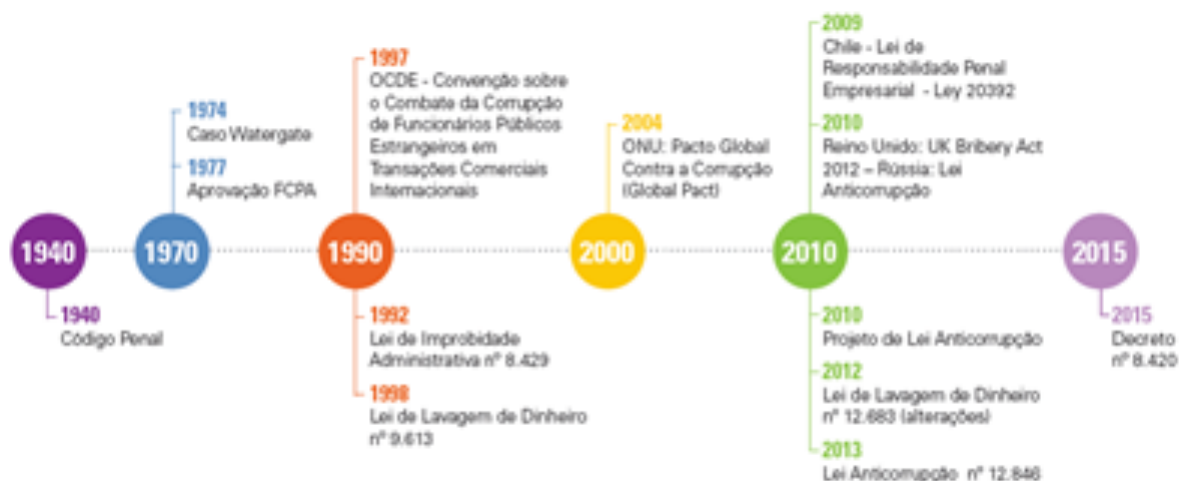 1974
Caso Watergate
1977
Aprovação FCPA
1997
OCDE - Convenção sobre
o Combate da Corrupção
de Funcionários Públicos
Estrangeiros em
Transações Comerciais
Internacionais
2004
ONU: Pacto Global
Contra a Corrupção
(Global Pact)
2009
Chile - Lei de
Responsabilidade Penal
Empresarial - Ley 20392
2010
Reino Unido: UK Bribery Act
2012 – Rússia: Lei
Anticorrupção
1940
1970
1990
2000
2010
2015
1940
Código Penal
1992
Lei de Improbidade
Administrativa nº 8.429
1998
Lei de Lavagem de Dinheiro
nº 9.613
2010
Projeto de Lei Anticorrupção
2012
Lei de Lavagem de Dinheiro
nº 12.683 (alterações)
2013
Lei Anticorrupção nº 12.846
2015
Decreto
nº 8.420